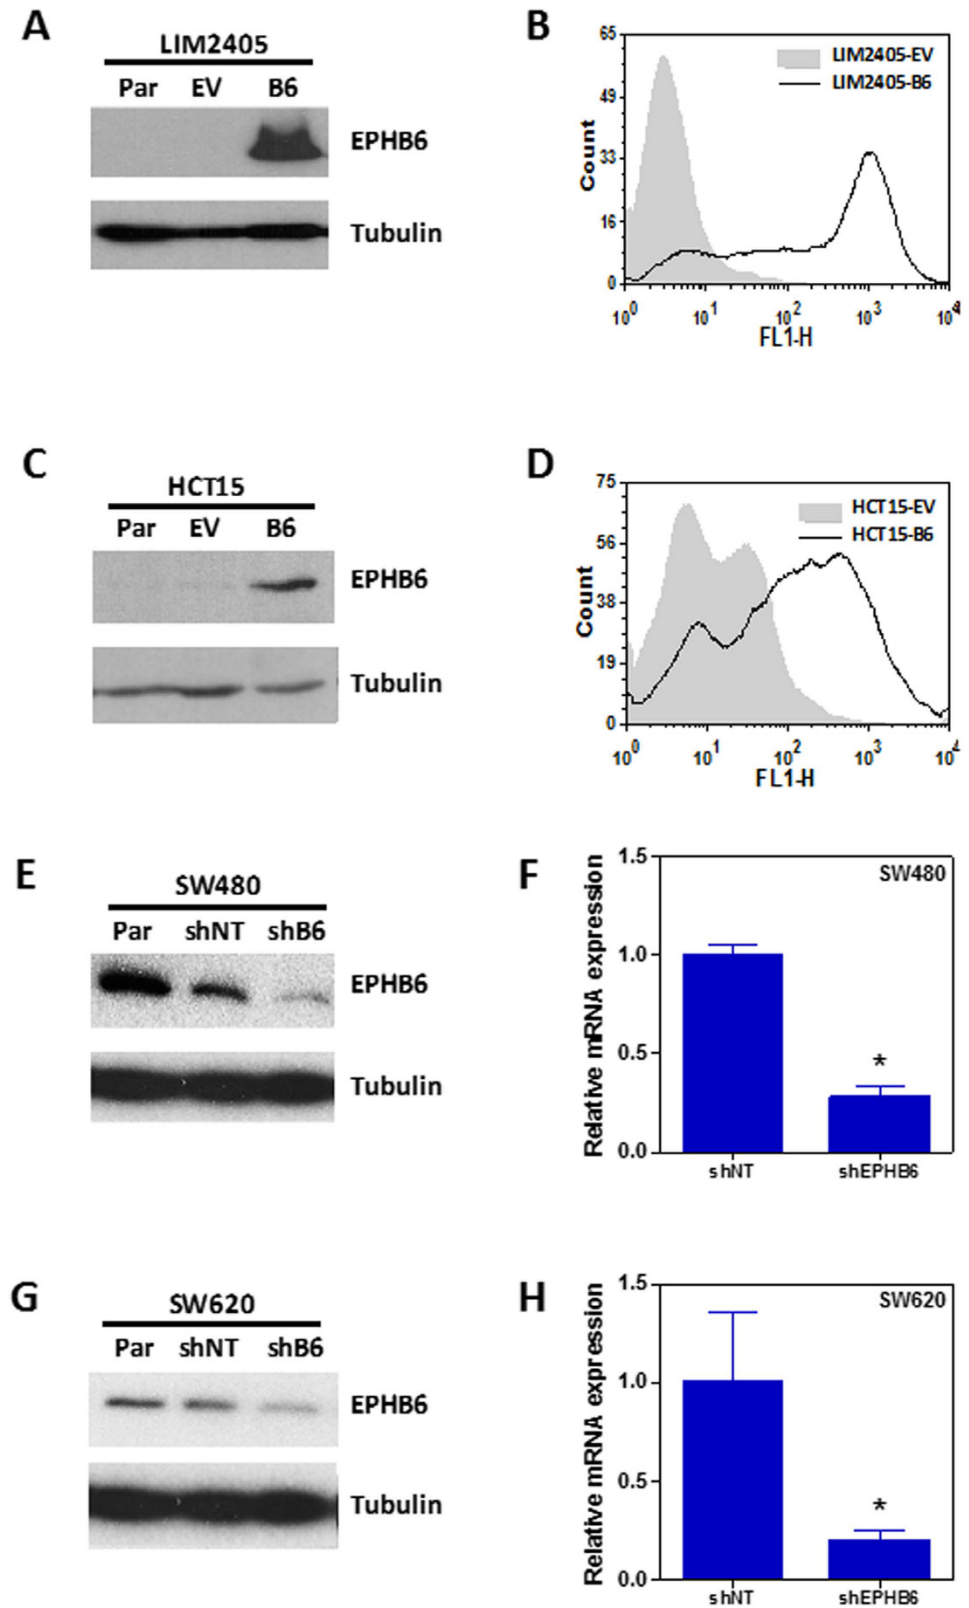 A
LIM2405
Par EV B6
EPHB6
Tubulin
B
65
49
33
16
0
Count
LIM2405-EV
LIM2405-B6
10^0 10^1 10^2 10^3 10^4
FL1-H
C
HCT15
Par EV B6
EPHB6
Tubulin
D
75
56
38
19
0
Count
HCT15-EV
HCT15-B6
10^0 10^1 10^2 10^3 10^4
FL1-H
E
SW480
Par shNT shB6
EPHB6
Tubulin
F
1.5
1.0
0.5
0.0
Relative mRNA expression
SW480
*
shNT shEPHB6
G
SW620
Par shNT shB6
EPHB6
Tubulin
H
1.5
1.0
0.5
0.0
Relative mRNA expression
SW620
*
shNT shEPHB6